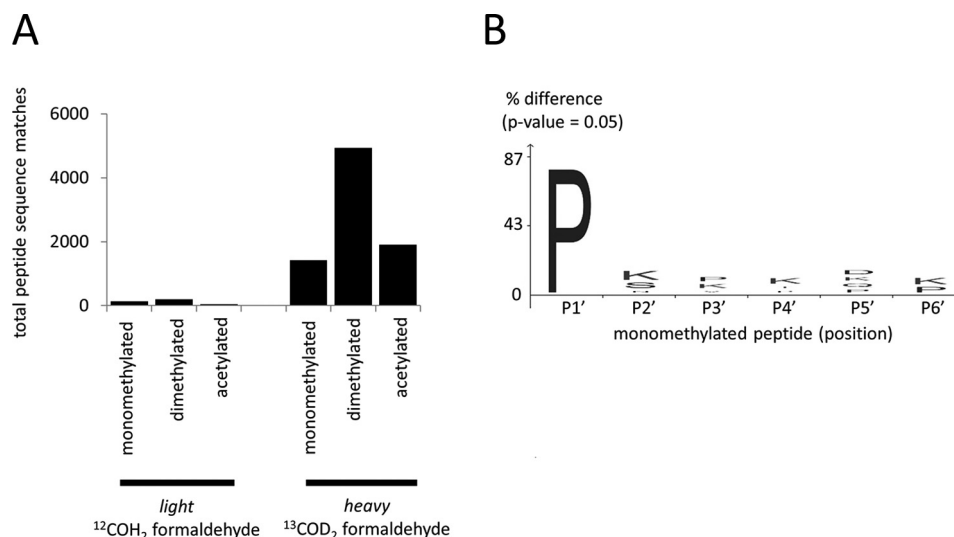 A
total peptide sequence matches
6000
4000
2000
0
monomethylated
dimethylated
acetylated
monomethylated
dimethylated
acetylated
light
¹²COH₂ formaldehyde
heavy
¹³COD₂ formaldehyde
B
% difference
(p-value = 0.05)
87
43
0
P
K
S
P
K
K
K
P
P1’ P2’ P3’ P4’ P5’ P6’
monomethylated peptide (position)